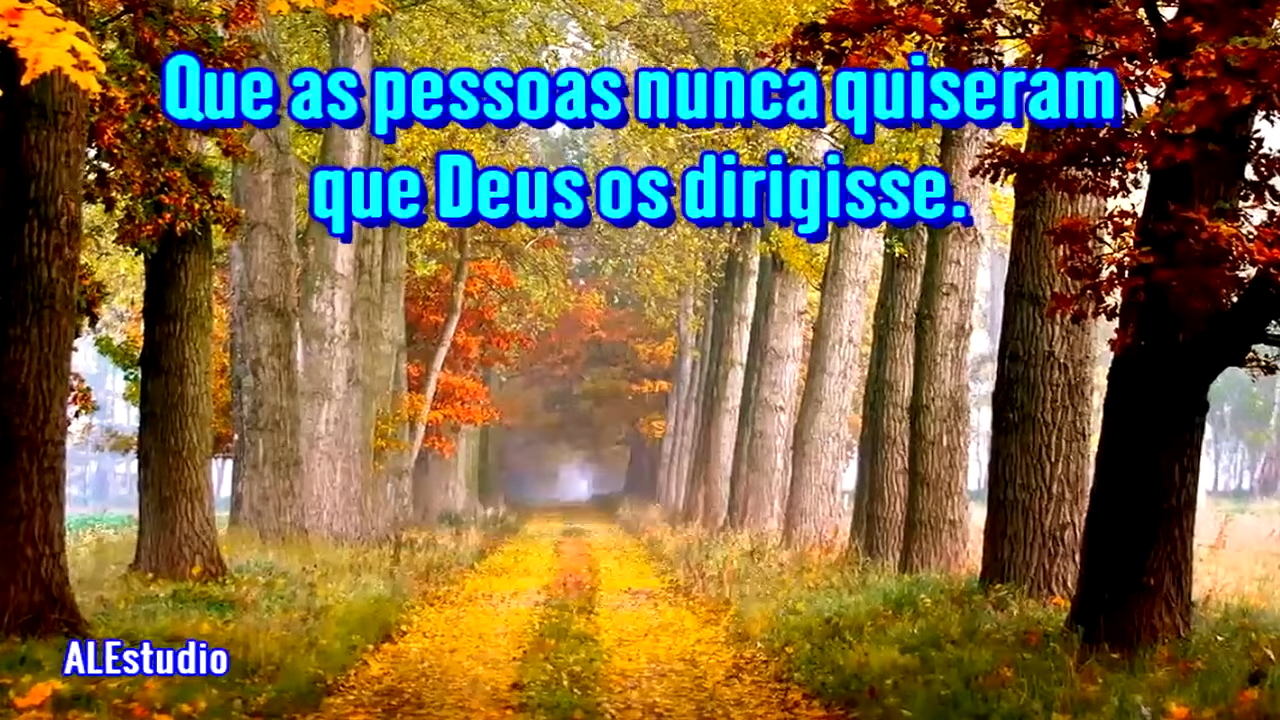 Que as pessoas nunca quiseram
que Deus os dirigisse.
ALEstudio